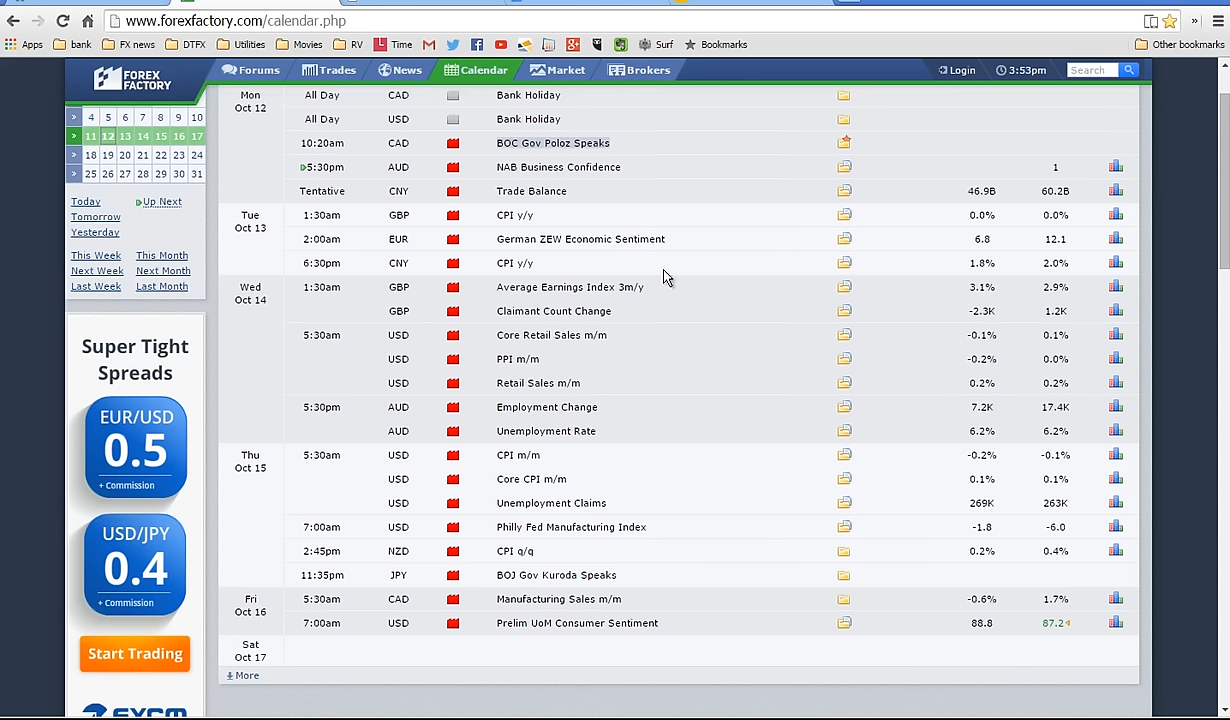 www.forexfactory.com/calendar.php
Apps bank FX news DTFX Utilities Movies RV Time Surf Bookmarks Other bookmarks
FOREX FACTORY Forums Trades News Calendar Market Brokers Login 3:53pm Search
4 5 6 7 8 9 10
» 11 12 13 14 15 16 17
» 18 19 20 21 22 23 24
» 25 26 27 28 29 30 31
Today Up Next
Tomorrow
Yesterday
This Week This Month
Next Week Next Month
Last Week Last Month
Super Tight
Spreads
EUR/USD
0.5
+ Commission
USD/JPY
0.4
+ Commission
Start Trading
Mon Oct 12 All Day CAD Bank Holiday
All Day USD Bank Holiday
10:20am CAD BOC Gov Poloz Speaks
5:30pm AUD NAB Business Confidence 1
Tentative CNY Trade Balance 46.9B 60.2B
Tue Oct 13 1:30am GBP CPI y/y 0.0% 0.0%
2:00am EUR German ZEW Economic Sentiment 6.8 12.1
6:30pm CNY CPI y/y 1.8% 2.0%
Wed Oct 14 1:30am GBP Average Earnings Index 3m/y 3.1% 2.9%
GBP Claimant Count Change -2.3K 1.2K
5:30am USD Core Retail Sales m/m -0.1% 0.1%
USD PPI m/m -0.2% 0.0%
USD Retail Sales m/m 0.2% 0.2%
5:30pm AUD Employment Change 7.2K 17.4K
AUD Unemployment Rate 6.2% 6.2%
Thu Oct 15 5:30am USD CPI m/m -0.2% -0.1%
USD Core CPI m/m 0.1% 0.1%
USD Unemployment Claims 269K 263K
7:00am USD Philly Fed Manufacturing Index -1.8 -6.0
2:45pm NZD CPI q/q 0.2% 0.4%
11:35pm JPY BOJ Gov Kuroda Speaks
Fri Oct 16 5:30am CAD Manufacturing Sales m/m -0.6% 1.7%
7:00am USD Prelim UoM Consumer Sentiment 88.8 87.2
Sat Oct 17
More